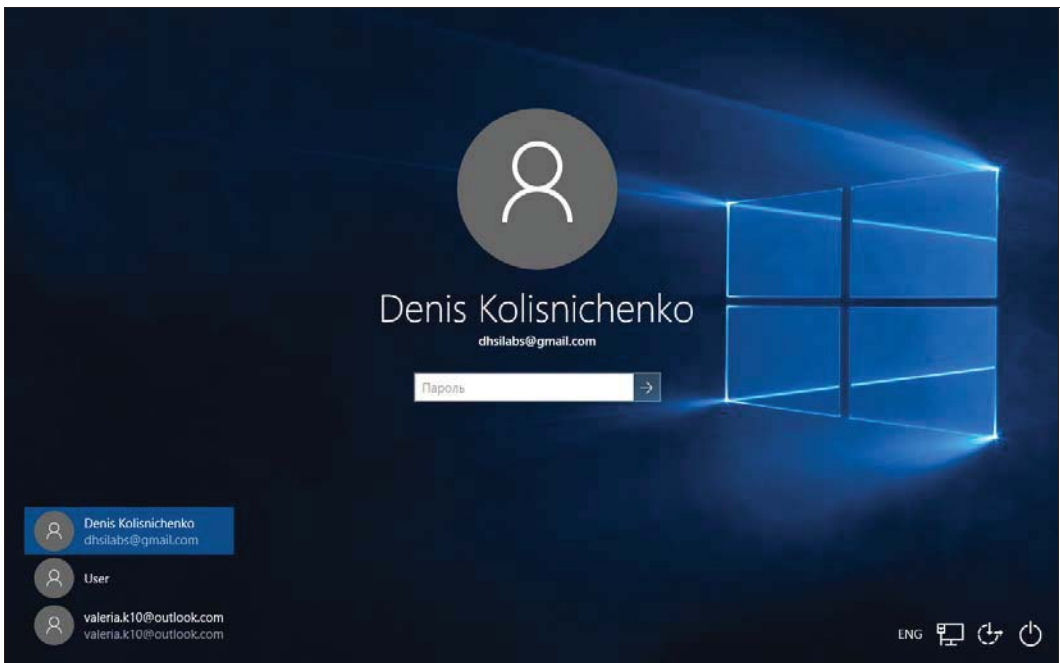 Denis Kolisnichenko
dhsilabs@gmail.com
Пароль
Denis Kolisnichenko
dhsilabs@gmail.com
User
valeria.k10@outlook.com
valeria.k10@outlook.com
ENG